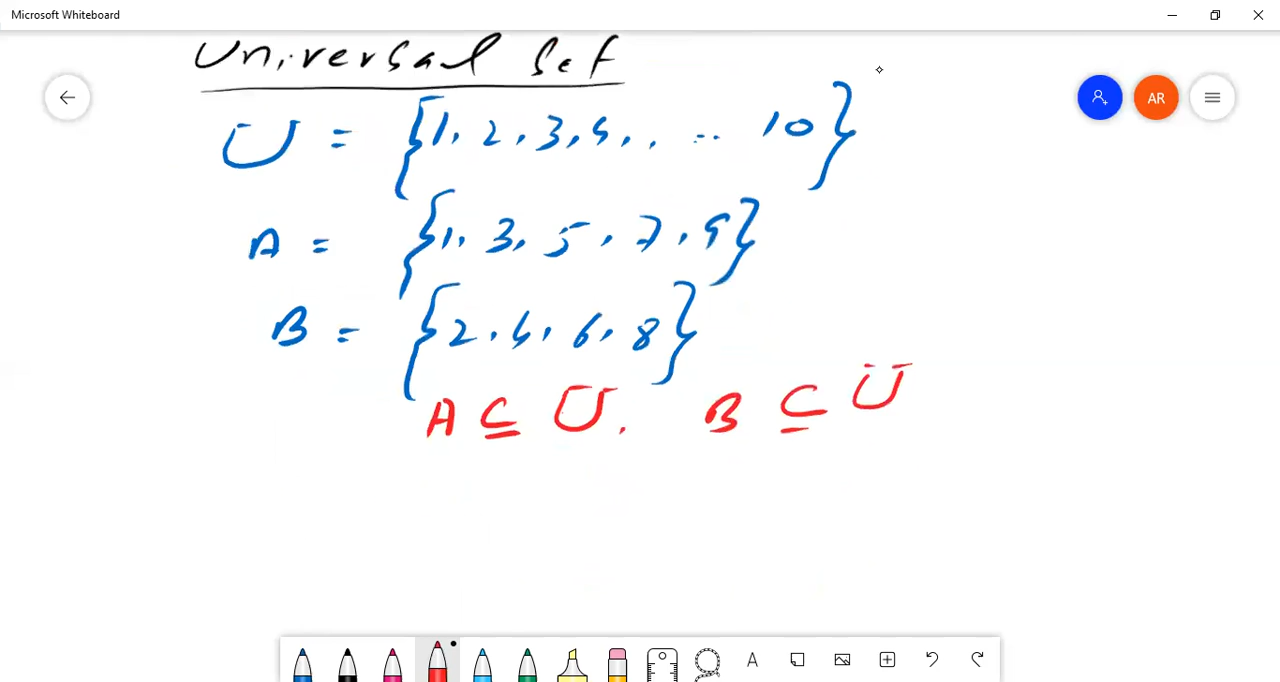 Microsoft Whiteboard
Universal Set
U = {1, 2, 3, 4, . ... 10}
AR
A = {1, 3, 5, 7, 9}
B = {2, 4, 6, 8}
A ⊆ U. B ⊆ U
A